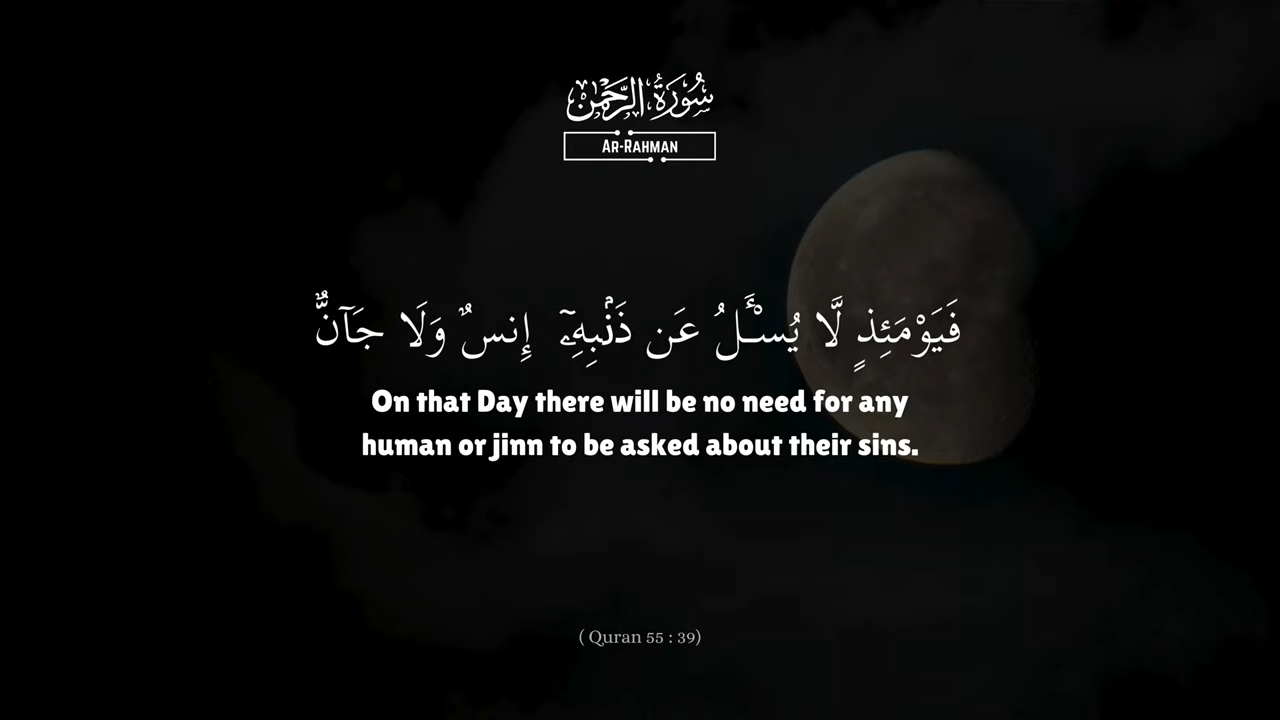 سُورَةُ الرَّحْمٰن
AR-RAHMAN
فَيَوْمَئِذٍ لَّا يُسْـَٔلُ عَن ذَنۢبِهِۦٓ إِنسٌ وَلَا جَآنٌّ
On that Day there will be no need for any
human or jinn to be asked about their sins.
( Quran 55 : 39)